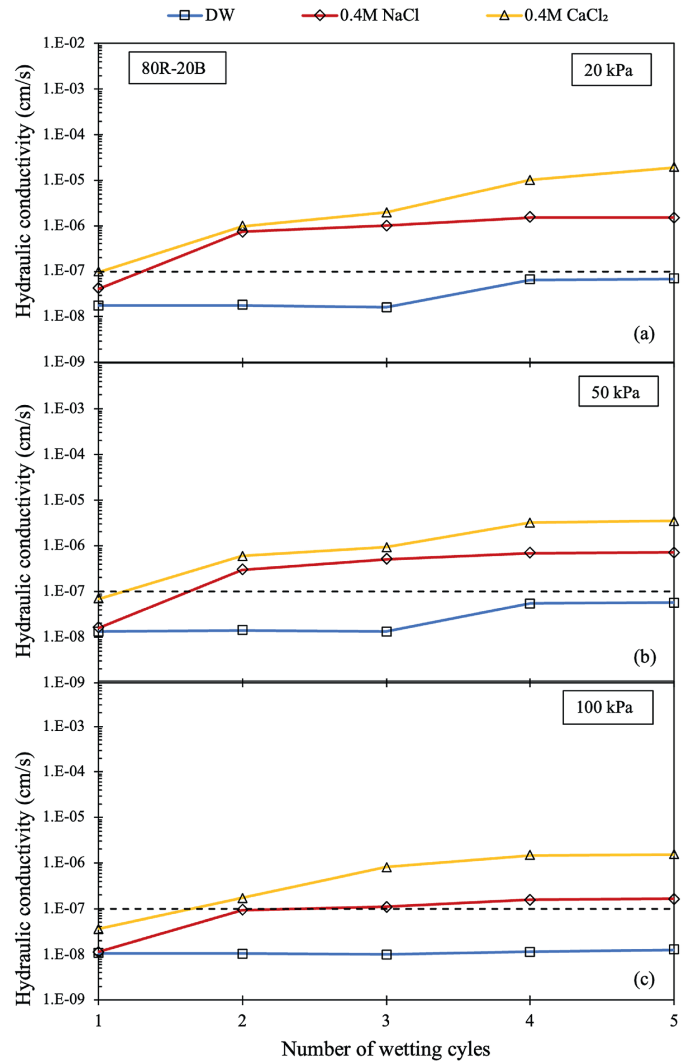 DW 0.4M NaCl 0.4M CaCl₂
80R-20B 20 kPa
Hydraulic conductivity (cm/s)
1.E-02
1.E-03
1.E-04
1.E-05
1.E-06
1.E-07
1.E-08
1.E-09
(a)
50 kPa
Hydraulic conductivity (cm/s)
1.E-03
1.E-04
1.E-05
1.E-06
1.E-07
1.E-08
1.E-09
(b)
100 kPa
Hydraulic conductivity (cm/s)
1.E-03
1.E-04
1.E-05
1.E-06
1.E-07
1.E-08
1.E-09
(c)
1 2 3 4 5
Number of wetting cyles